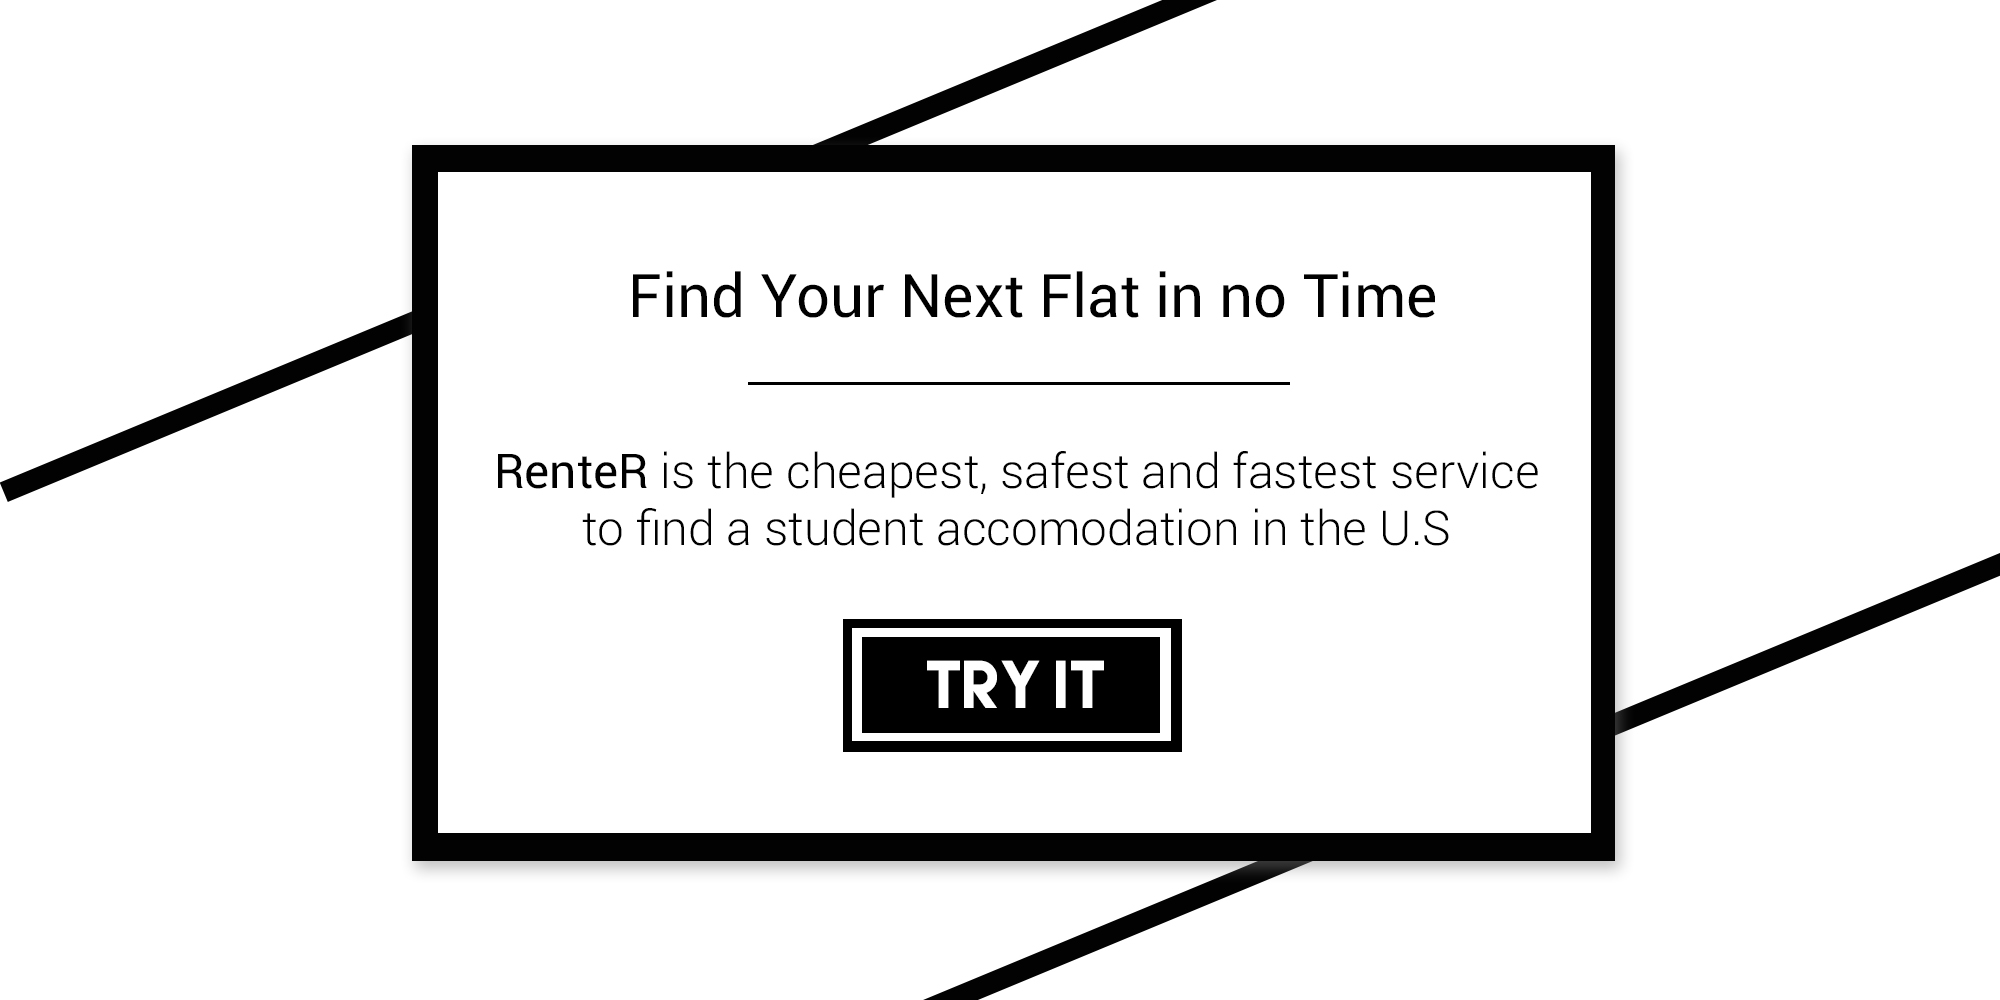 Find Your Next Flat in no Time
RenteR is the cheapest, safest and fastest service
to find a student accomodation in the U.S
TRY IT